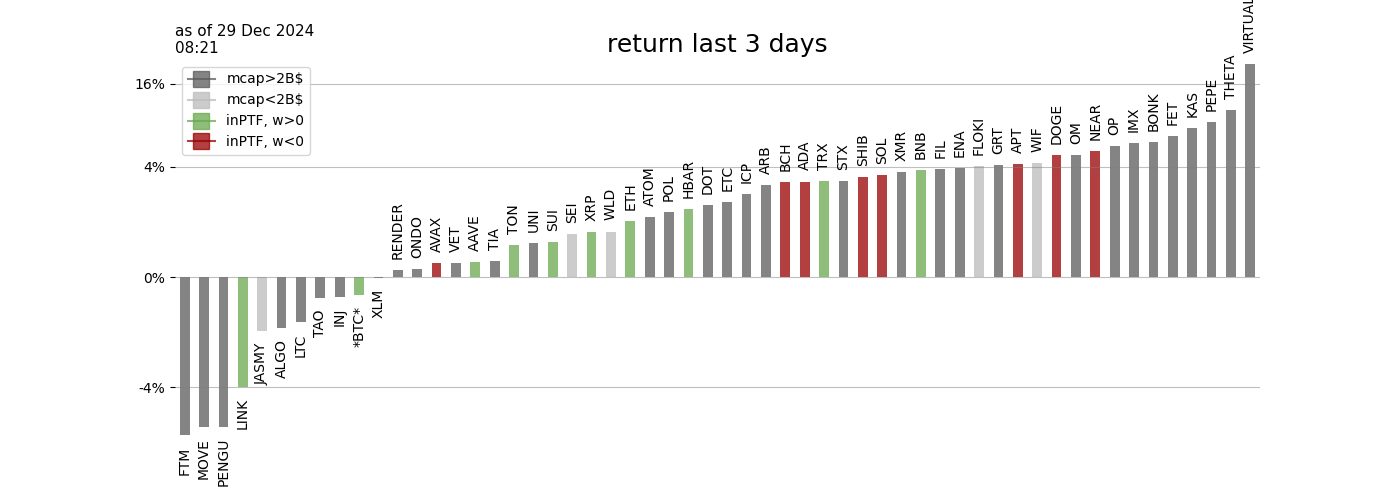 as of 29 Dec 2024
08:21
return last 3 days
mcap>2B$
mcap<2B$
inPTF, w>0
inPTF, w<0
16%
4%
0%
-4%
FTM
MOVE
PENGU
LINK
JASMY
ALGO
LTC
TAO
INJ
*BTC*
XLM
RENDER
ONDO
AVAX
VET
AAVE
TIA
TON
UNI
SUI
SEI
XRP
WLD
ETH
ATOM
POL
HBAR
DOT
ETC
ICP
ARB
BCH
ADA
TRX
STX
SHIB
SOL
XMR
BNB
FIL
ENA
FLOKI
GRT
APT
WIF
DOGE
OM
NEAR
OP
IMX
BONK
FET
KAS
PEPE
THETA
VIRTUAL